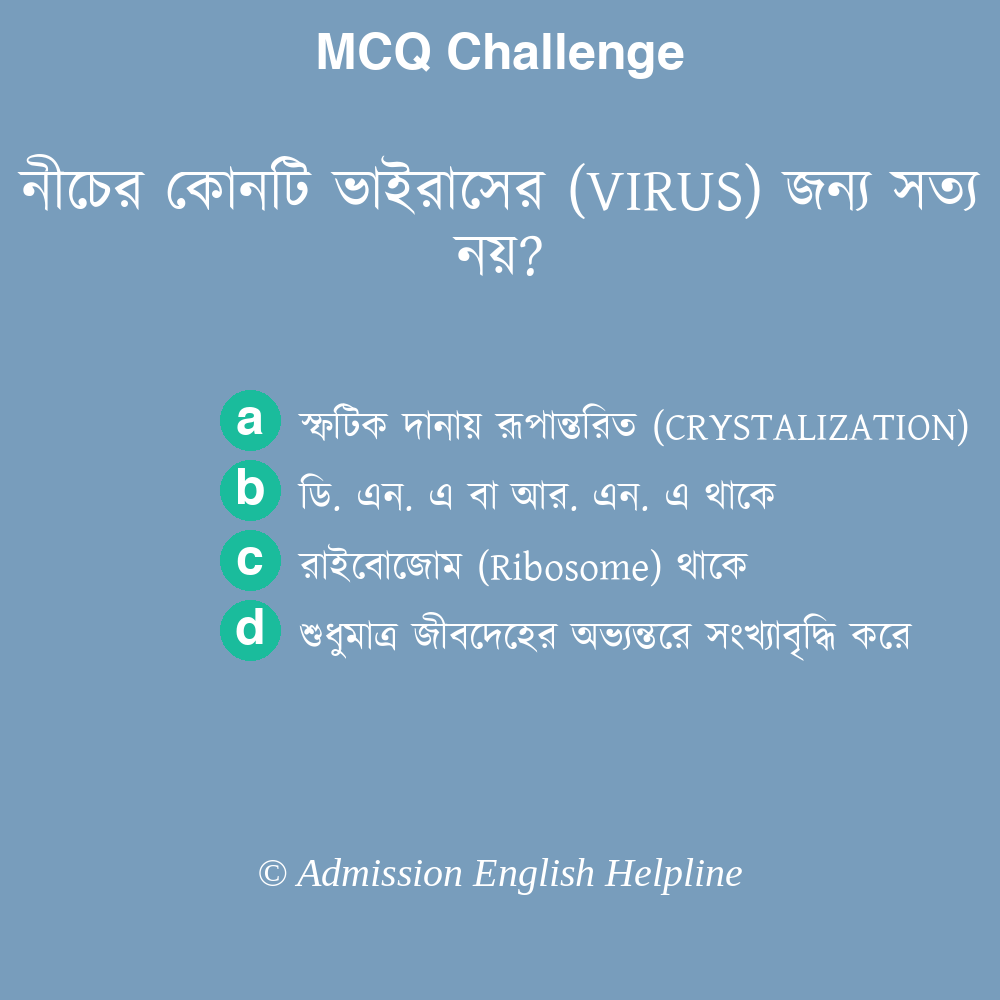 MCQ Challenge
নীচের কোনটি ভাইরাসের (VIRUS) জন্য সত্য
নয়?
a স্ফটিক দানায় রূপান্তরিত (CRYSTALIZATION)
b ডি. এন. এ বা আর. এন. এ থাকে
c রাইবোজোম (Ribosome) থাকে
d শুধুমাত্র জীবদেহের অভ্যন্তরে সংখ্যাবৃদ্ধি করে
© Admission English Helpline